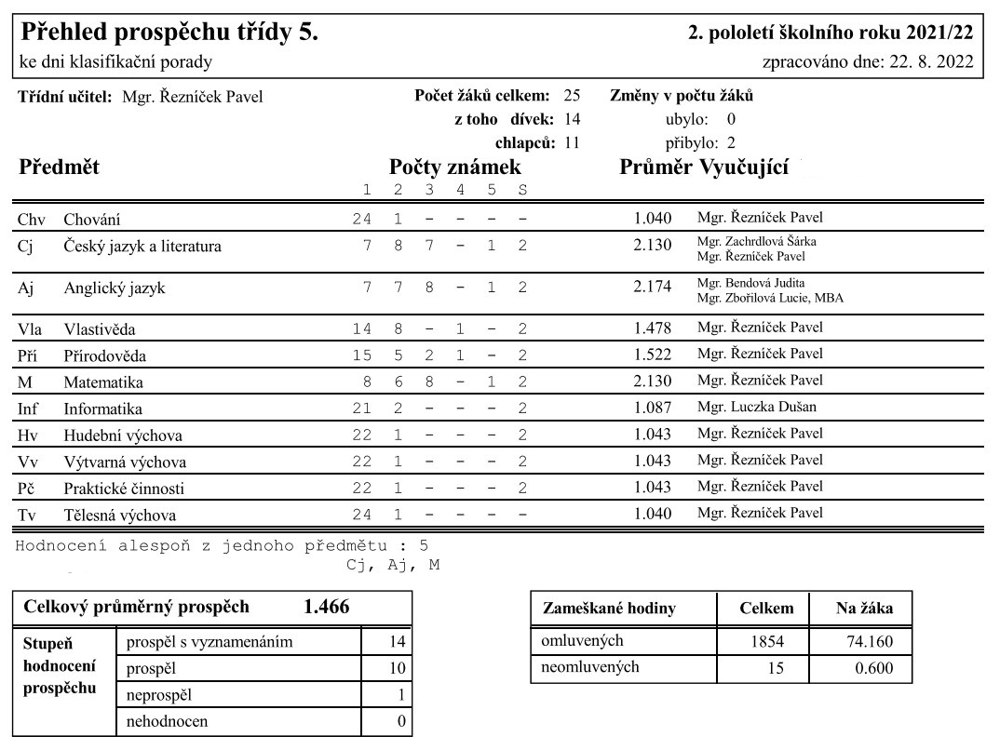 Přehled prospěchu třídy 5. 2. pololetí školního roku 2021/22
ke dni klasifikační porady zpracováno dne: 22. 8. 2022
Třídní učitel: Mgr. Řezníček Pavel Počet žáků celkem: 25 Změny v počtu žáků
z toho dívek: 14 ubylo: 0
chlapců: 11 přibylo: 2
Předmět Počty známek Průměr Vyučující
1 2 3 4 5 S
Chv Chování 24 1 - - - - 1.040 Mgr. Řezníček Pavel
Cj Český jazyk a literatura 7 8 7 - 1 2 2.130 Mgr. Zachrdlová Šárka
Mgr. Řezníček Pavel
Aj Anglický jazyk 7 7 8 - 1 2 2.174 Mgr. Bendová Judita
Mgr. Zbořilová Lucie, MBA
Vla Vlastivěda 14 8 - 1 - 2 1.478 Mgr. Řezníček Pavel
Pří Přírodověda 15 5 2 1 - 2 1.522 Mgr. Řezníček Pavel
M Matematika 8 6 8 - 1 2 2.130 Mgr. Řezníček Pavel
Inf Informatika 21 2 - - - 2 1.087 Mgr. Luczka Dušan
Hv Hudební výchova 22 1 - - - 2 1.043 Mgr. Řezníček Pavel
Vv Výtvarná výchova 22 1 - - - 2 1.043 Mgr. Řezníček Pavel
Pč Praktické činnosti 22 1 - - - 2 1.043 Mgr. Řezníček Pavel
Tv Tělesná výchova 24 1 - - - - 1.040 Mgr. Řezníček Pavel
Hodnocení alespoň z jednoho předmětu : 5
Cj, Aj, M
Celkový průměrný prospěch 1.466
Stupeň hodnocení prospěchu
prospěl s vyznamenáním 14
prospěl 10
neprospěl 1
nehodnocen 0
Zameškané hodiny Celkem Na žáka
omluvených 1854 74.160
neomluvených 15 0.600